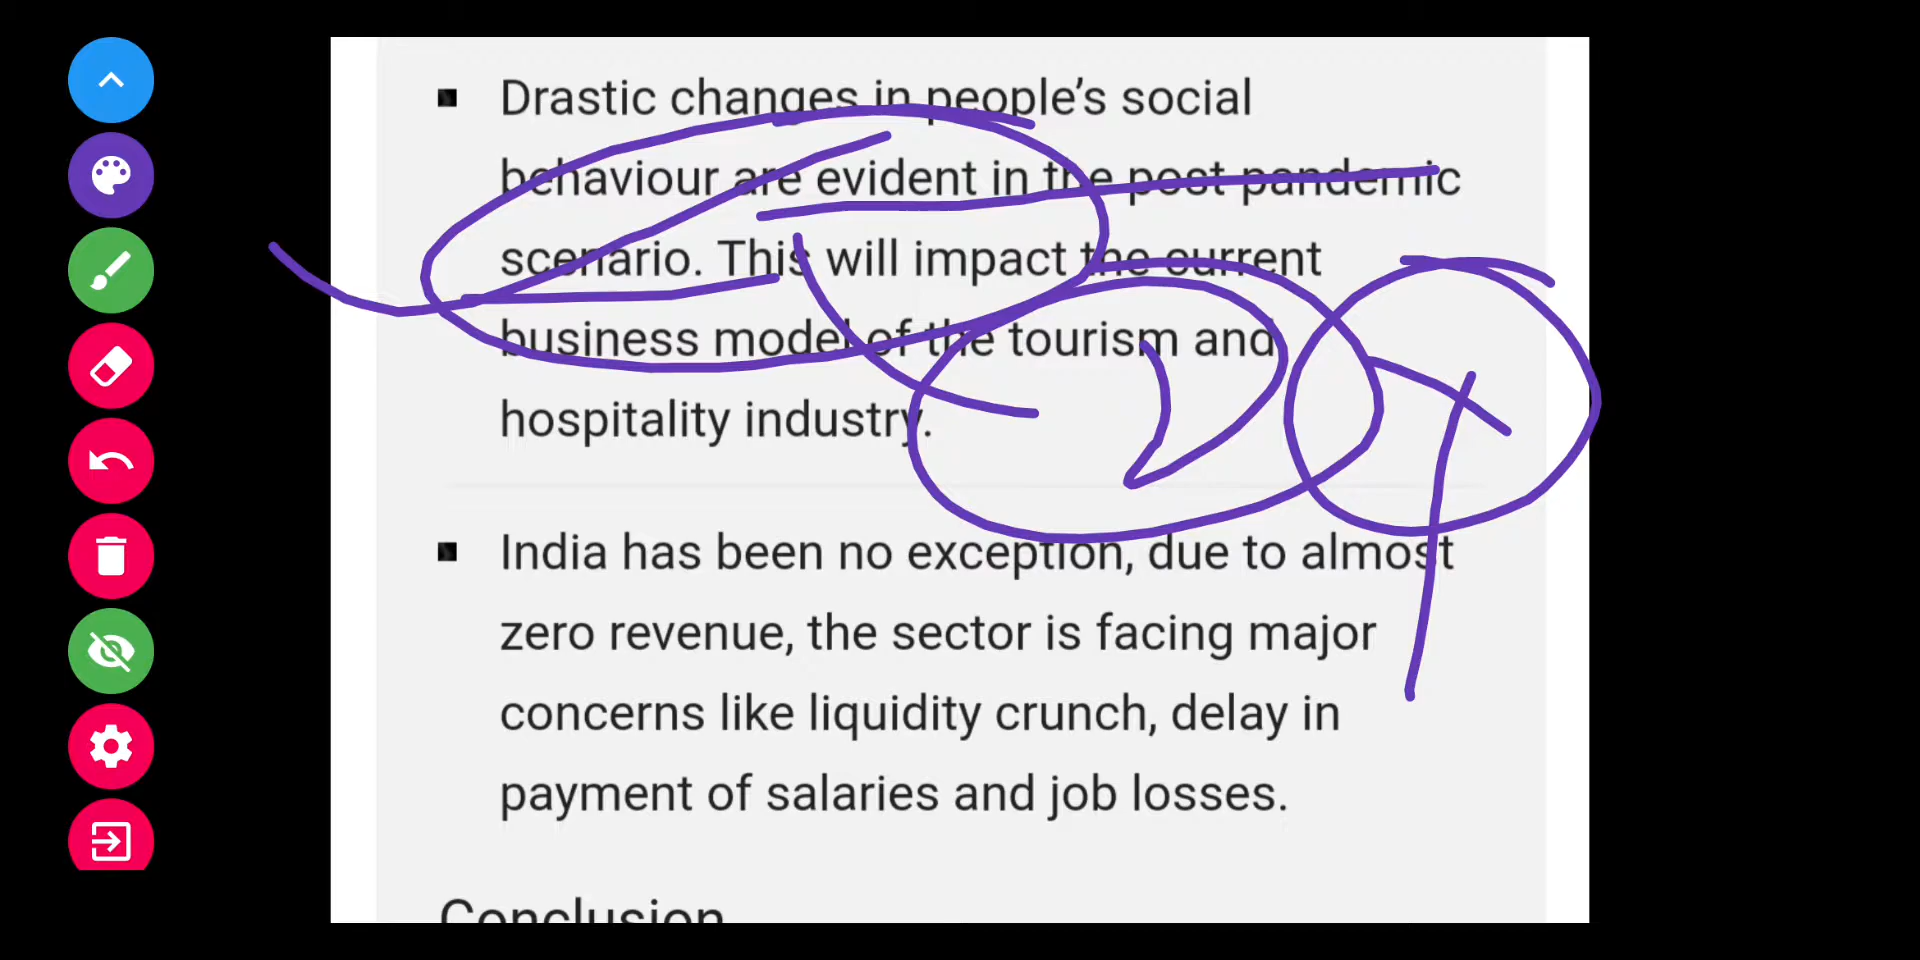 ▪ Drastic changes in people’s social
behaviour are evident in the post pandemic
scenario. This will impact the current
business model of the tourism and
hospitality industry.
▪ India has been no exception, due to almost
zero revenue, the sector is facing major
concerns like liquidity crunch, delay in
payment of salaries and job losses.
Conclusion